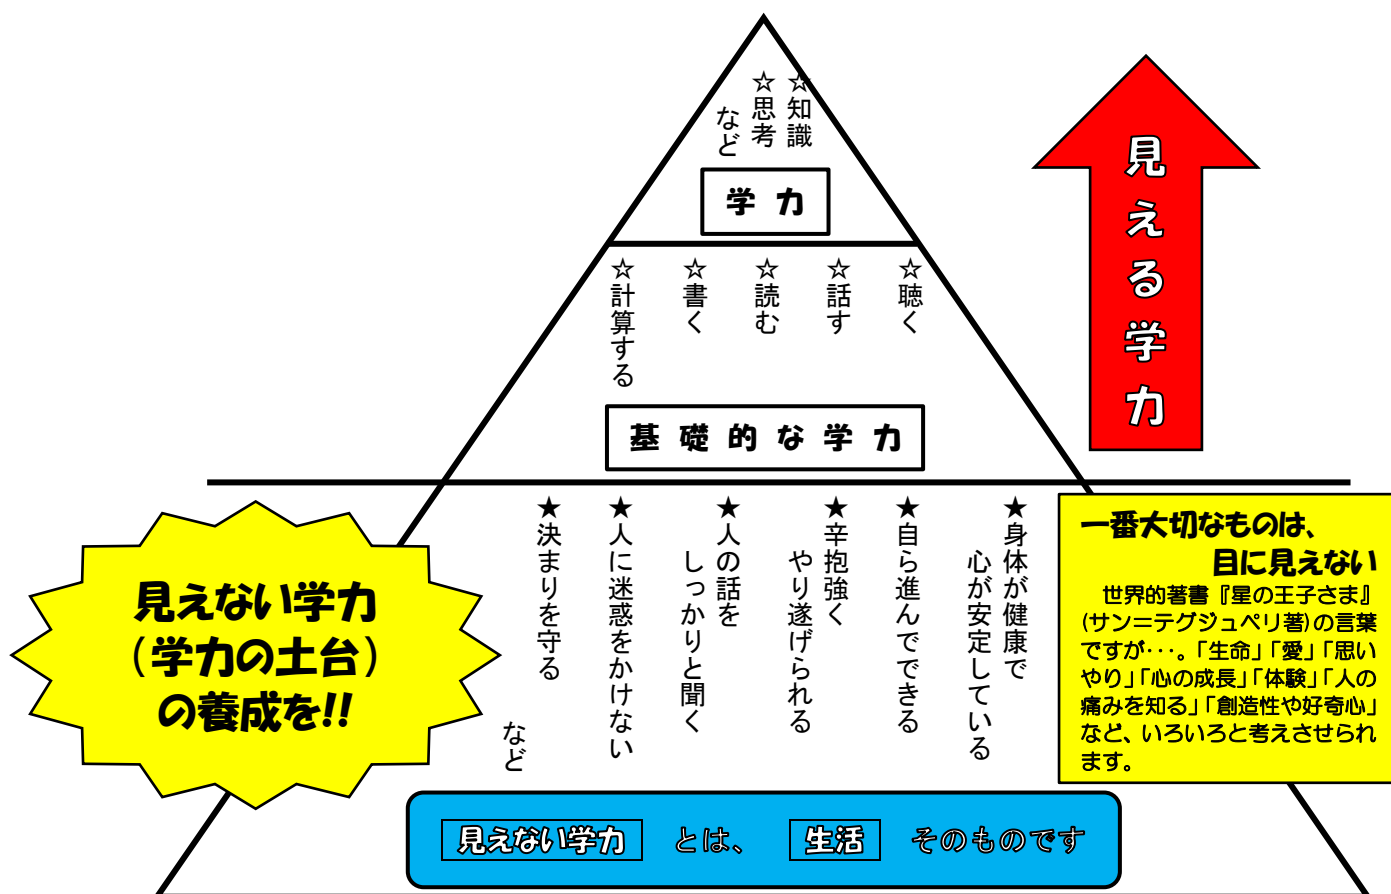 ☆知識
☆思考
など
学力
☆聴く
☆話す
☆読む
☆書く
☆計算する
基礎的な学力
見える学力
★身体が健康で
心が安定している
★自ら進んでできる
★辛抱強く
やり遂げられる
★人の話を
しっかりと聞く
★人に迷惑をかけない
★決まりを守る
など
見えない学力
(学力の土台)
の養成を!!
一番大切なものは、
目に見えない
世界的著書『星の王子さま』
(サン=テグジュペリ著)の言葉
ですが…。「生命」「愛」「思い
やり」「心の成長」「体験」「人の
痛みを知る」「創造性や好奇心」
など、いろいろと考えさせられ
ます。
見えない学力 とは、 生活 そのものです